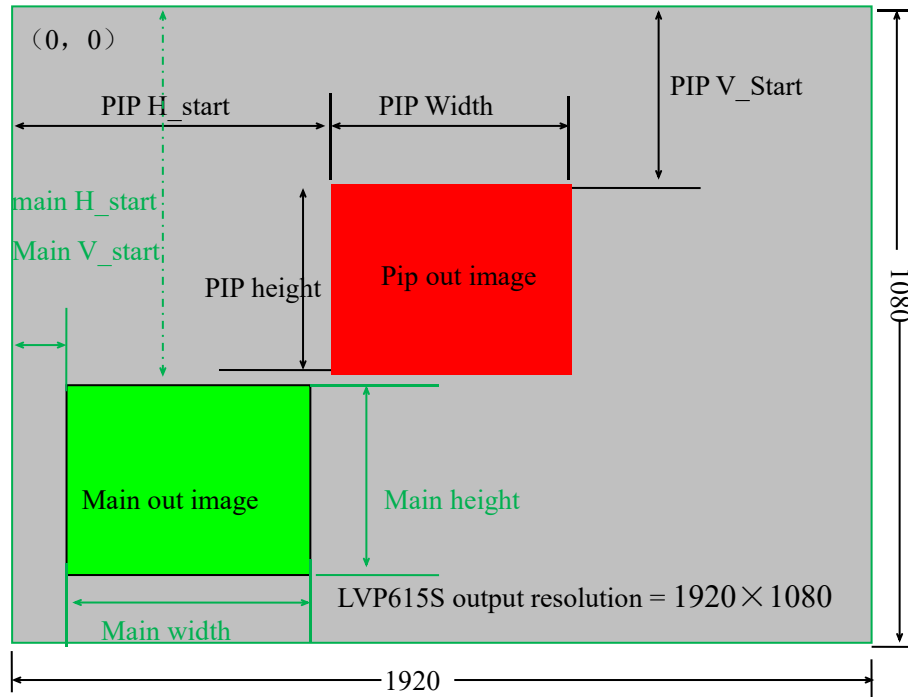 （0，0）
PIP H_start
PIP Width
PIP V_Start
main H_start
Main V_start
PIP height
Pip out image
1080
Main out image
Main height
LVP615S output resolution = 1920×1080
Main width
1920